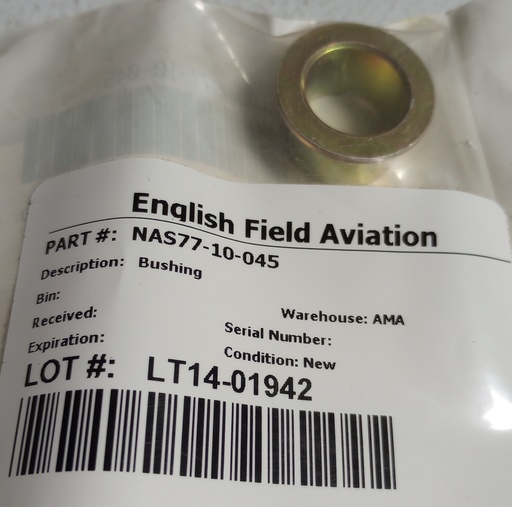 English Field Aviation
PART #: NAS77-10-045
Description: Bushing
Bin:
Warehouse: AMA
Received:
Serial Number:
Expiration:
Condition: New
LOT #: LT14-01942